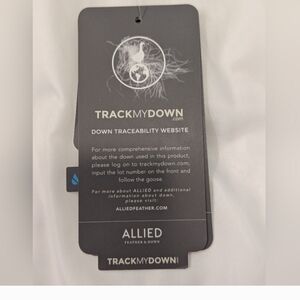 TRACKMYDOWN
.com
DOWN TRACEABILITY WEBSITE
For more comprehensive information
about the down used in this product,
please log on to trackmydown.com,
input the lot number on the front and
follow the goose.
For more about ALLIED and additional
information about down,
please visit:
ALLIEDFEATHER.COM
ALLIED
FEATHER & DOWN
TRACKMYDOWN